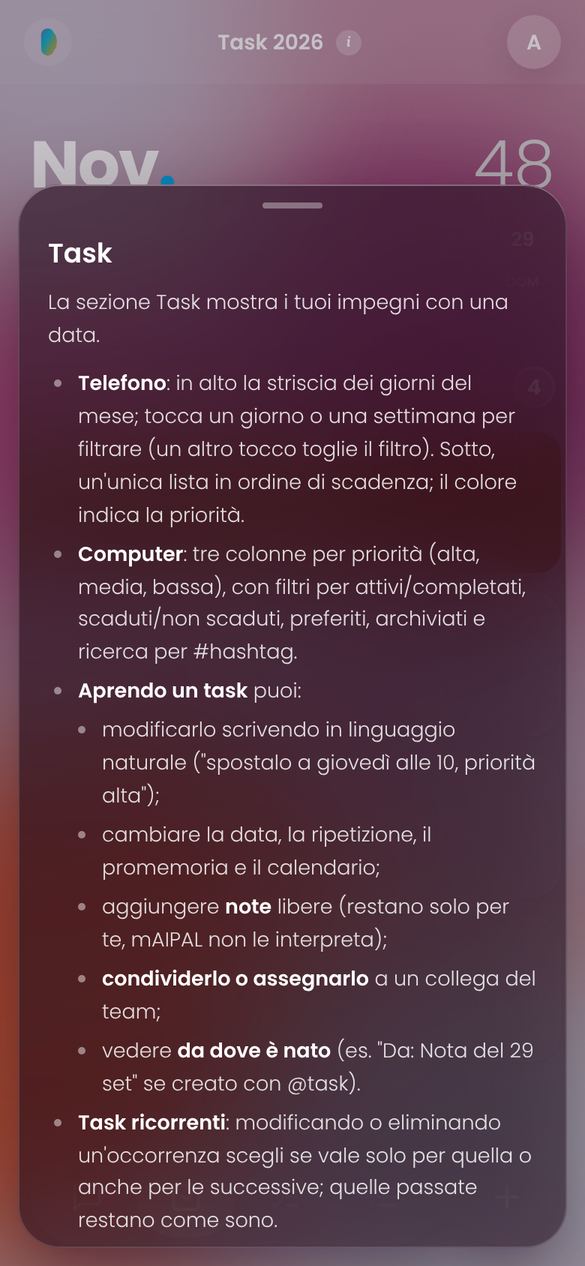 Task 2026 i
A
Nov.
48
29
Task
La sezione Task mostra i tuoi impegni con una
data.
Telefono: in alto la striscia dei giorni del
mese; tocca un giorno o una settimana per
filtrare (un altro tocco toglie il filtro). Sotto,
un'unica lista in ordine di scadenza; il colore
indica la priorità.
4
Computer: tre colonne per priorità (alta,
media, bassa), con filtri per attivi/completati,
scaduti/non scaduti, preferiti, archiviati e
ricerca per #hashtag.
Aprendo un task puoi:
modificarlo scrivendo in linguaggio
naturale ("spostalo a giovedì alle 10, priorità
alta");
cambiare la data, la ripetizione, il
promemoria e il calendario;
aggiungere note libere (restano solo per
te, mAIPAL non le interpreta);
condividerlo o assegnarlo a un collega del
team;
vedere da dove è nato (es. "Da: Nota del 29
set" se creato con @task).
Task ricorrenti: modificando o eliminando
un'occorrenza scegli se vale solo per quella o
anche per le successive; quelle passate
restano come sono.